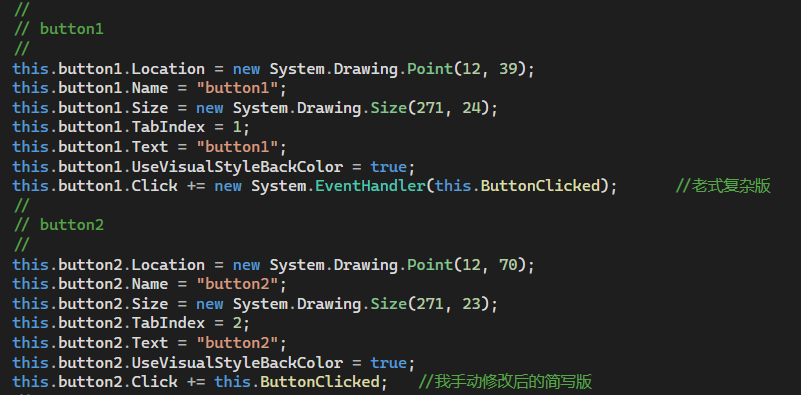 //
// button1
//
this.button1.Location = new System.Drawing.Point(12, 39);
this.button1.Name = "button1";
this.button1.Size = new System.Drawing.Size(271, 24);
this.button1.TabIndex = 1;
this.button1.Text = "button1";
this.button1.UseVisualStyleBackColor = true;
this.button1.Click += new System.EventHandler(this.ButtonClicked);      //老式复杂版
//
// button2
//
this.button2.Location = new System.Drawing.Point(12, 70);
this.button2.Name = "button2";
this.button2.Size = new System.Drawing.Size(271, 23);
this.button2.TabIndex = 2;
this.button2.Text = "button2";
this.button2.UseVisualStyleBackColor = true;
this.button2.Click += this.ButtonClicked;   //我手动修改后的简写版
//